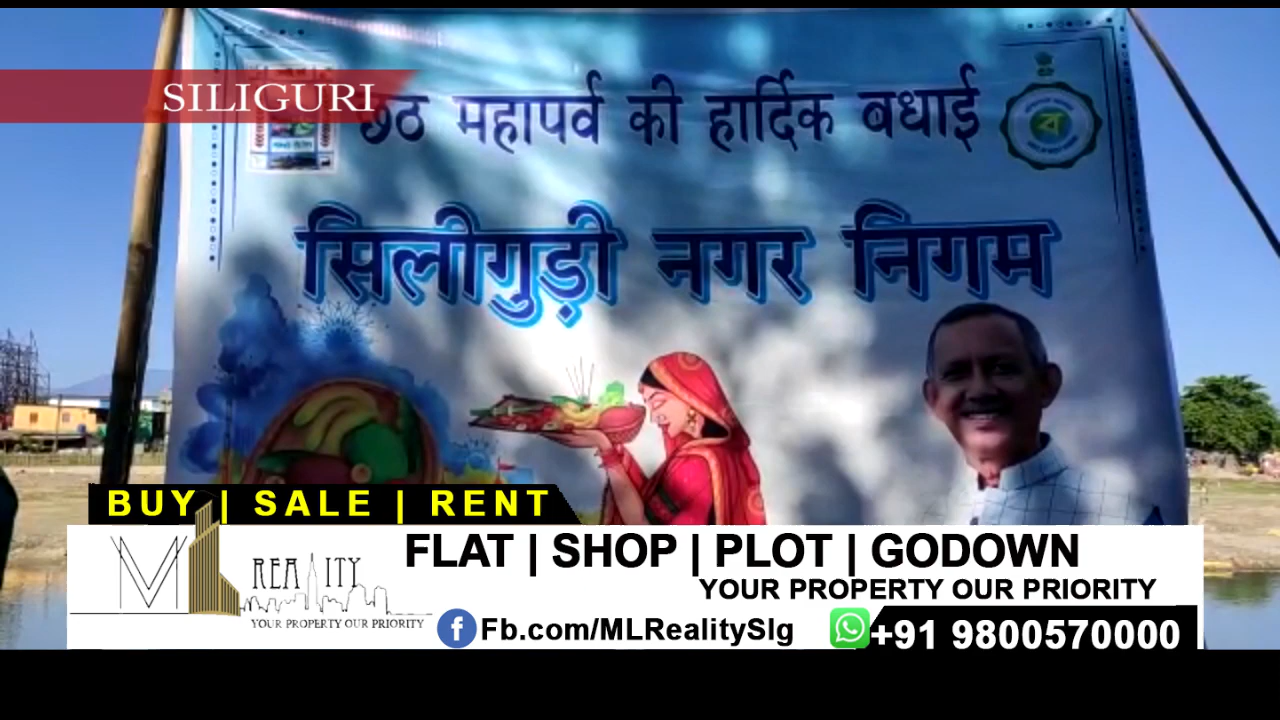 SILIGURI
छठ महापर्व की हार्दिक बधाई
ব
सिलीगुड़ी नगर निगम
BUY | SALE | RENT
FLAT | SHOP | PLOT | GODOWN
YOUR PROPERTY OUR PRIORITY
ML REALITY
YOUR PROPERTY OUR PRIORITY
Fb.com/MLRealitySlg
+91 9800570000